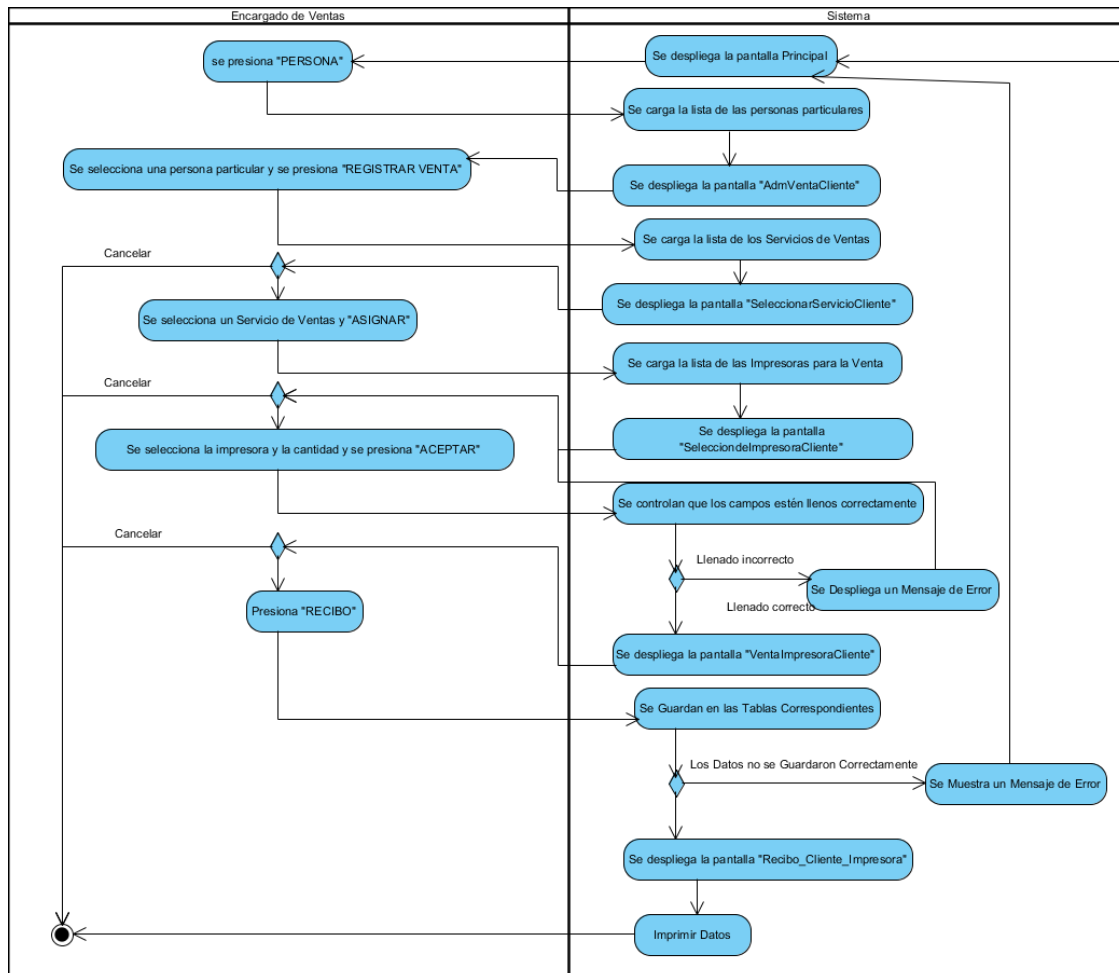 Encargado de Ventas
Sistema
se presiona "PERSONA"
Se despliega la pantalla Principal
Se carga la lista de las personas particulares
Se selecciona una persona particular y se presiona "REGISTRAR VENTA"
Se despliega la pantalla "AdmVentaCliente"
Se carga la lista de los Servicios de Ventas
Cancelar
Se despliega la pantalla "SeleccionarServicioCliente"
Se selecciona un Servicio de Ventas y "ASIGNAR"
Se carga la lista de las Impresoras para la Venta
Cancelar
Se despliega la pantalla
"SelecciondeImpresoraCliente"
Se selecciona la impresora y la cantidad y se presiona "ACEPTAR"
Se controlan que los campos estén llenos correctamente
Cancelar
Llenado incorrecto
Se Despliega un Mensaje de Error
Llenado correcto
Presiona "RECIBO"
Se despliega la pantalla "VentaImpresoraCliente"
Se Guardan en las Tablas Correspondientes
Los Datos no se Guardaron Correctamente
Se Muestra un Mensaje de Error
Se despliega la pantalla "Recibo_Cliente_Impresora"
Imprimir Datos